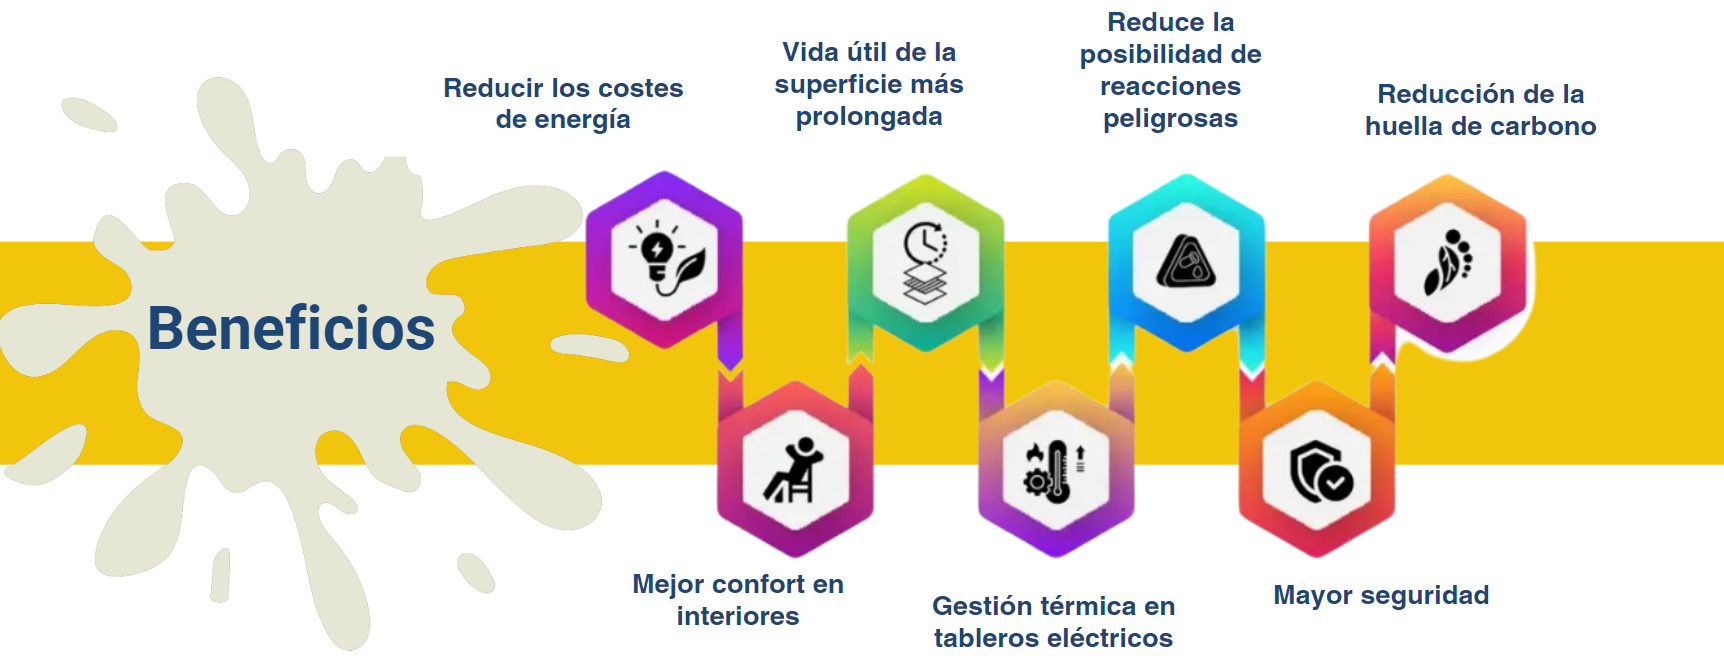 Beneficios
Reducir los costes
de energía
Mejor confort en
interiores
Vida útil de la
superficie más
prolongada
Gestión térmica en
tableros eléctricos
Reduce la
posibilidad de
reacciones
peligrosas
Mayor seguridad
Reducción de la
huella de carbono